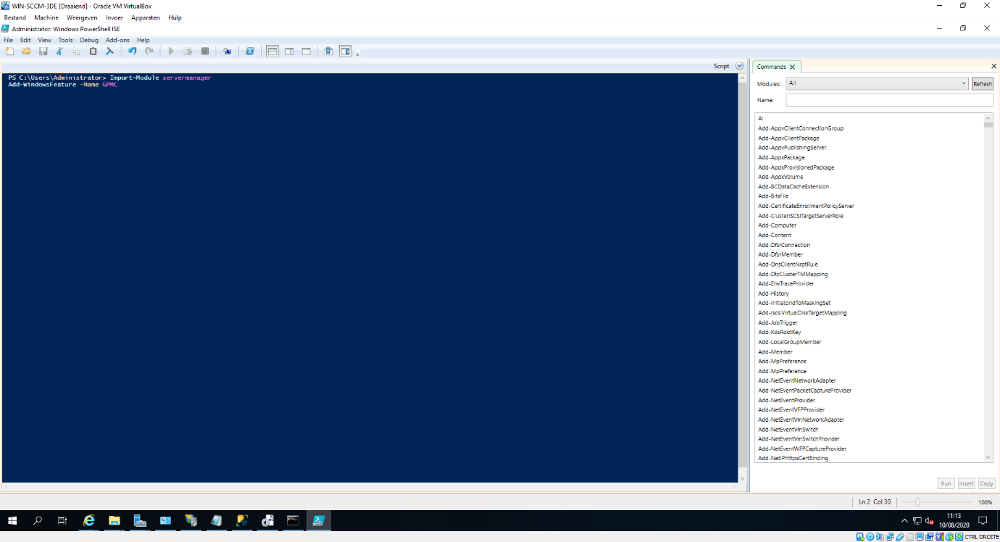 WIN-SCCM-3DE [Draaiend] - Oracle VM VirtualBox
Bestand Machine Weergeven Invoer Apparaten Hulp
Administrator: Windows PowerShell ISE
File Edit View Tools Debug Add-ons Help
Script
Commands
PS C:\Users\Administrator> Import-Module servermanager
Add-WindowsFeature -Name GPMC
Modules: All Refresh
Name:
A:
Add-AppvClientConnectionGroup
Add-AppvClientPackage
Add-AppvPublishingServer
Add-AppxPackage
Add-AppxProvisionedPackage
Add-AppxVolume
Add-BCDataCacheExtension
Add-BitsFile
Add-CertificateEnrollmentPolicyServer
Add-ClusteriSCSITargetServerRole
Add-Computer
Add-Content
Add-DfsrConnection
Add-DfsrMember
Add-DnsClientNrptRule
Add-DtcClusterTMMapping
Add-EtwTraceProvider
Add-History
Add-InitiatorIdToMaskingSet
Add-IscsiVirtualDiskTargetMapping
Add-JobTrigger
Add-KdsRootKey
Add-LocalGroupMember
Add-Member
Add-MpPreference
Add-MpPreference
Add-NetEventNetworkAdapter
Add-NetEventPacketCaptureProvider
Add-NetEventProvider
Add-NetEventVFPProvider
Add-NetEventVmNetworkAdapter
Add-NetEventVmSwitch
Add-NetEventVmSwitchProvider
Add-NetEventWFPCaptureProvider
Add-NetIPHttpsCertBinding
Run Insert Copy
Ln 2 Col 30 100%
11:13
10/08/2020
CTRL DROITE